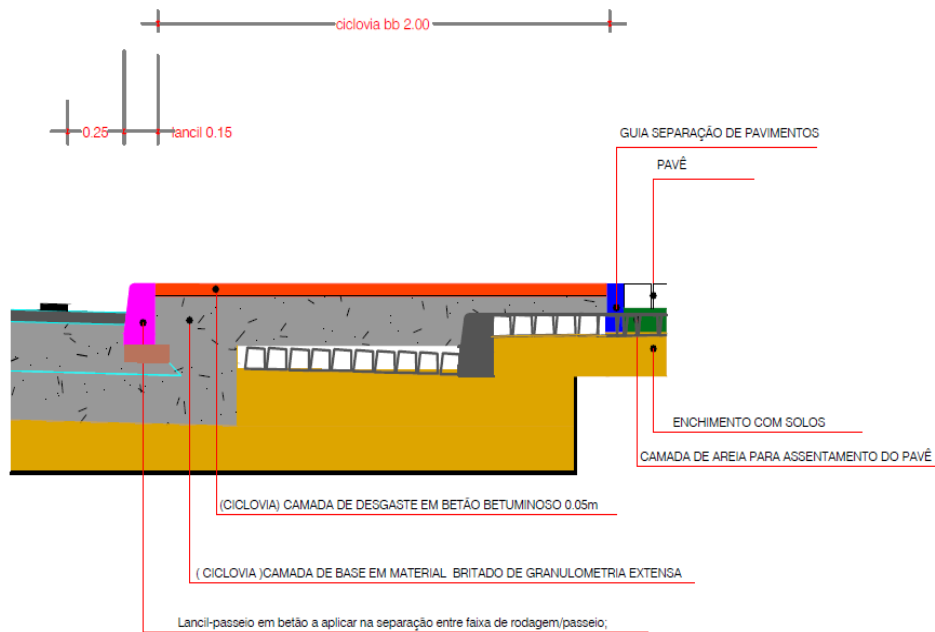 ciclovia bb 2.00
0.25
lancil 0.15
GUIA SEPARAÇÃO DE PAVIMENTOS
PAVÊ
ENCHIMENTO COM SOLOS
CAMADA DE AREIA PARA ASSENTAMENTO DO PAVÊ
(CICLOVIA) CAMADA DE DESGASTE EM BETÃO BETUMINOSO 0.05m
( CICLOVIA )CAMADA DE BASE EM MATERIAL BRITADO DE GRANULOMETRIA EXTENSA
Lancil-passeio em betão a aplicar na separação entre faixa de rodagem/passeio;